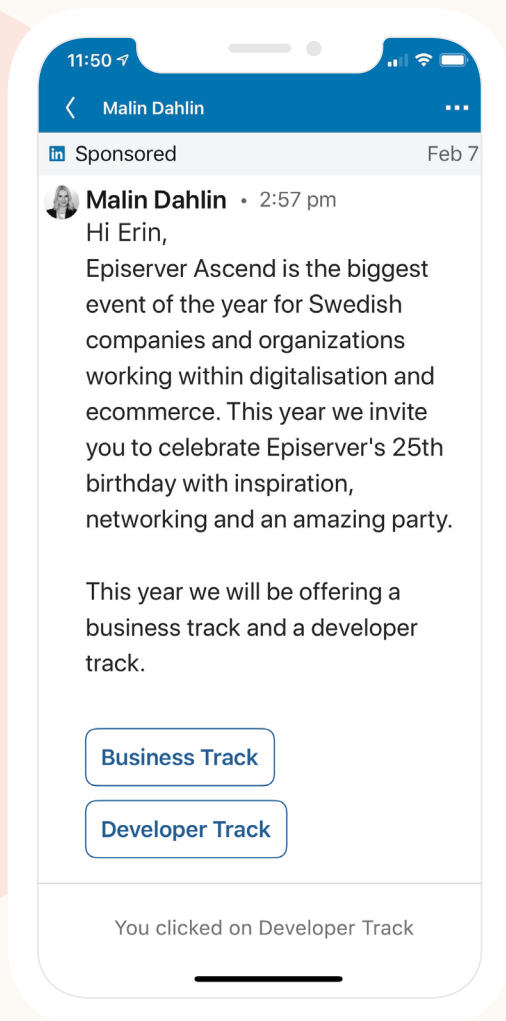 11:50
Malin Dahlin
in Sponsored Feb 7
Malin Dahlin • 2:57 pm
Hi Erin,
Episerver Ascend is the biggest
event of the year for Swedish
companies and organizations
working within digitalisation and
ecommerce. This year we invite
you to celebrate Episerver's 25th
birthday with inspiration,
networking and an amazing party.
This year we will be offering a
business track and a developer
track.
Business Track
Developer Track
You clicked on Developer Track